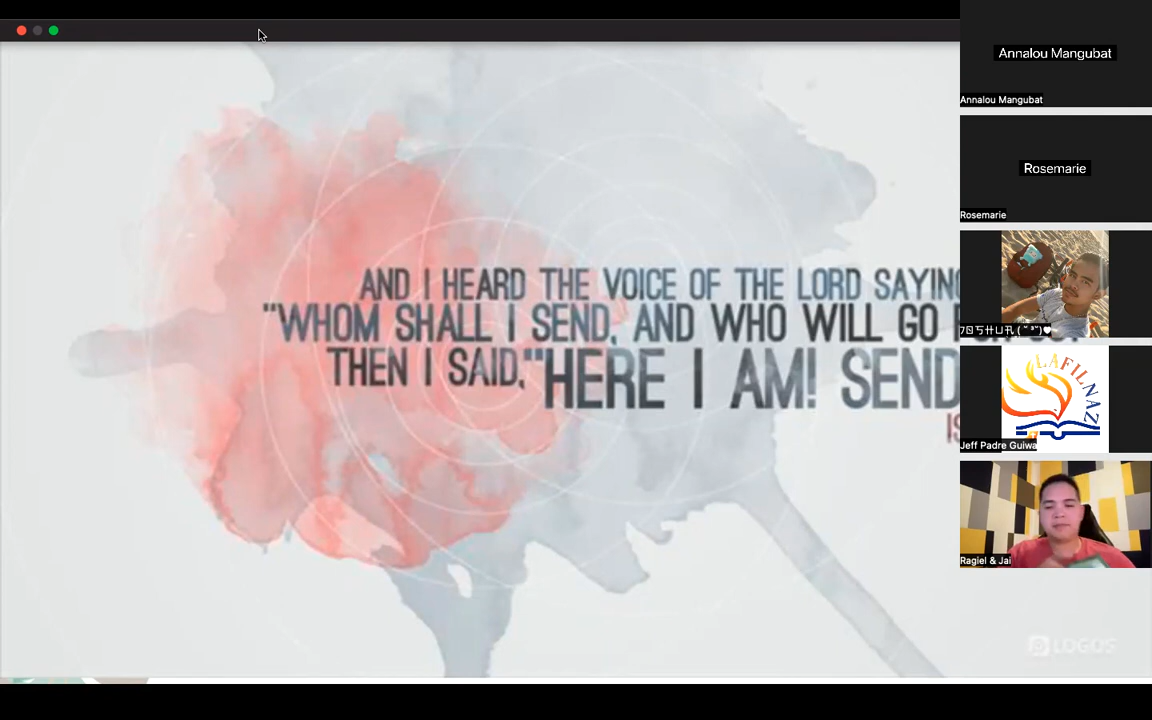 AND I HEARD THE VOICE OF THE LORD SAYING
"WHOM SHALL I SEND, AND WHO WILL GO
THEN I SAID, "HERE I AM! SEND
LOGOS
Annalou Mangubat
Annalou Mangubat
Rosemarie
Rosemarie
LAFILNAZ
Jeff Padre Guiwa
Ragiel & Jai